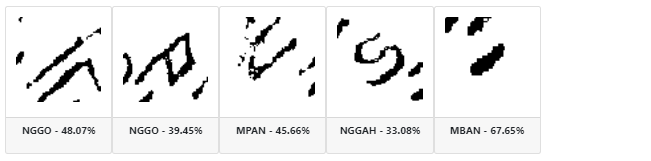 NGGO - 48.07% NGGO - 39.45% MPAN - 45.66% NGGAH - 33.08% MBAN - 67.65%